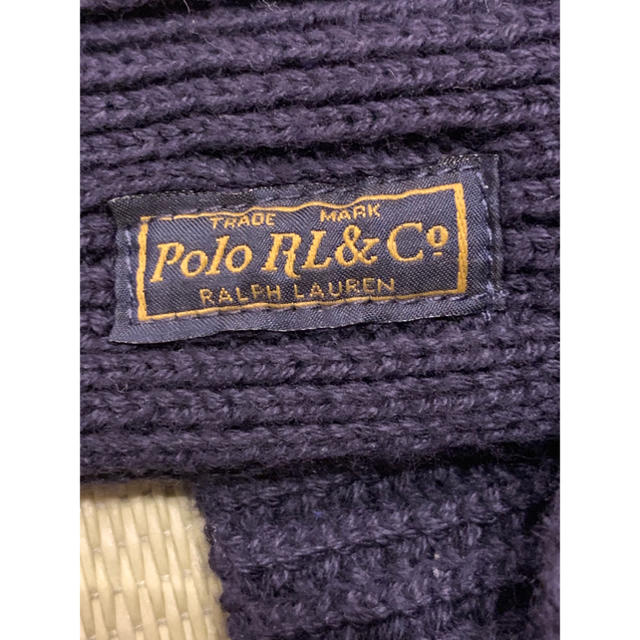 TRADE MARK
Polo RL& Cº
RALPH LAUREN